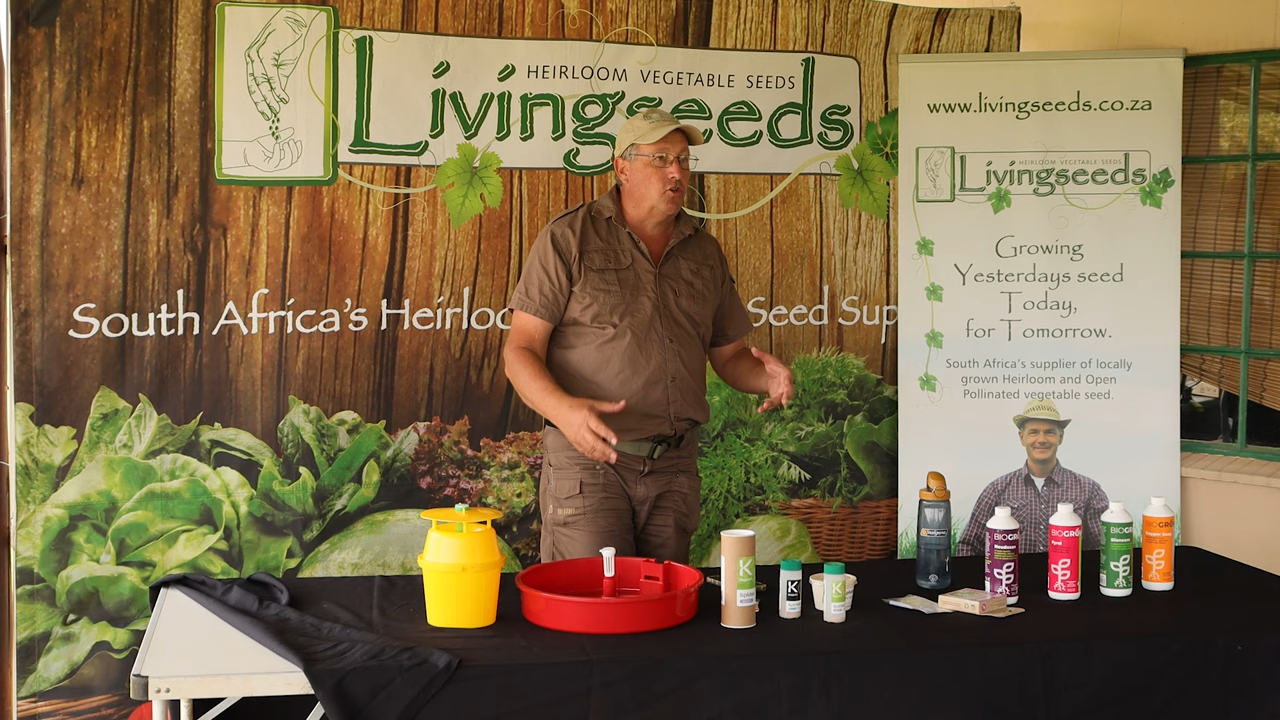 HEIRLOOM VEGETABLE SEEDS
Livingseeds
South Africa's Heirloo
Seed Sup
www.livingseeds.co.za
HEIRLOOM VEGETABLE SEEDS
Livingseeds
Growing
Yesterdays seed
Today,
for Tomorrow.
South Africa's supplier of locally
grown Heirloom and Open
Pollinated vegetable seed.
K
K
K
BIOGRO
BIOGRO
Pyrol
BIOGRO
BIOGRO